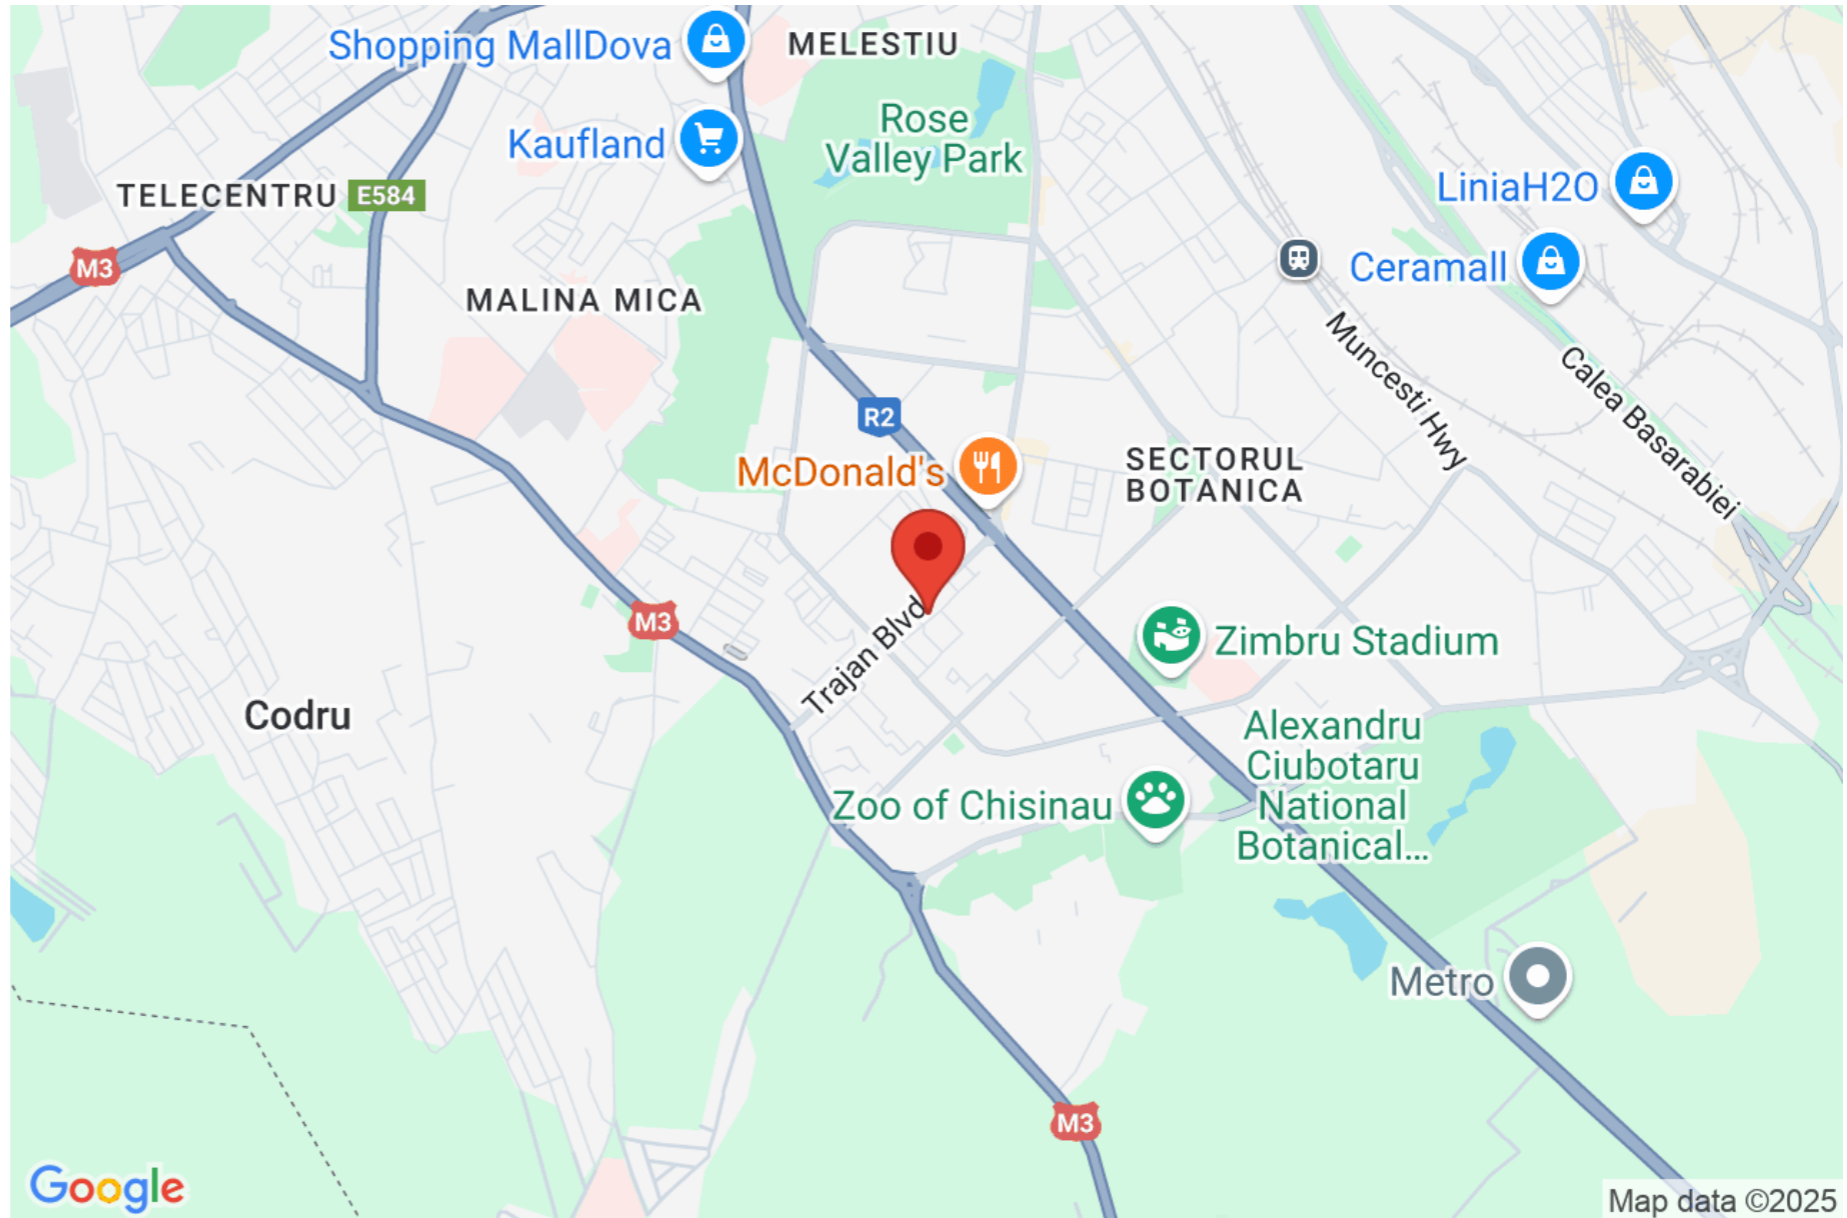 Shopping MallDova
MELESTIU
Rose
Valley Park
Kaufland
TELECENTRU
E584
LiniaH2O
M3
Ceramall
MALINA MICA
Muncesti Hwy
Calea Basarabiei
R2
McDonald's
SECTORUL
BOTANICA
M3
Trajan Blvd
Zimbru Stadium
Codru
Alexandru
Ciubotaru
National
Botanical...
Zoo of Chisinau
Metro
M3
Google
Map data ©2025